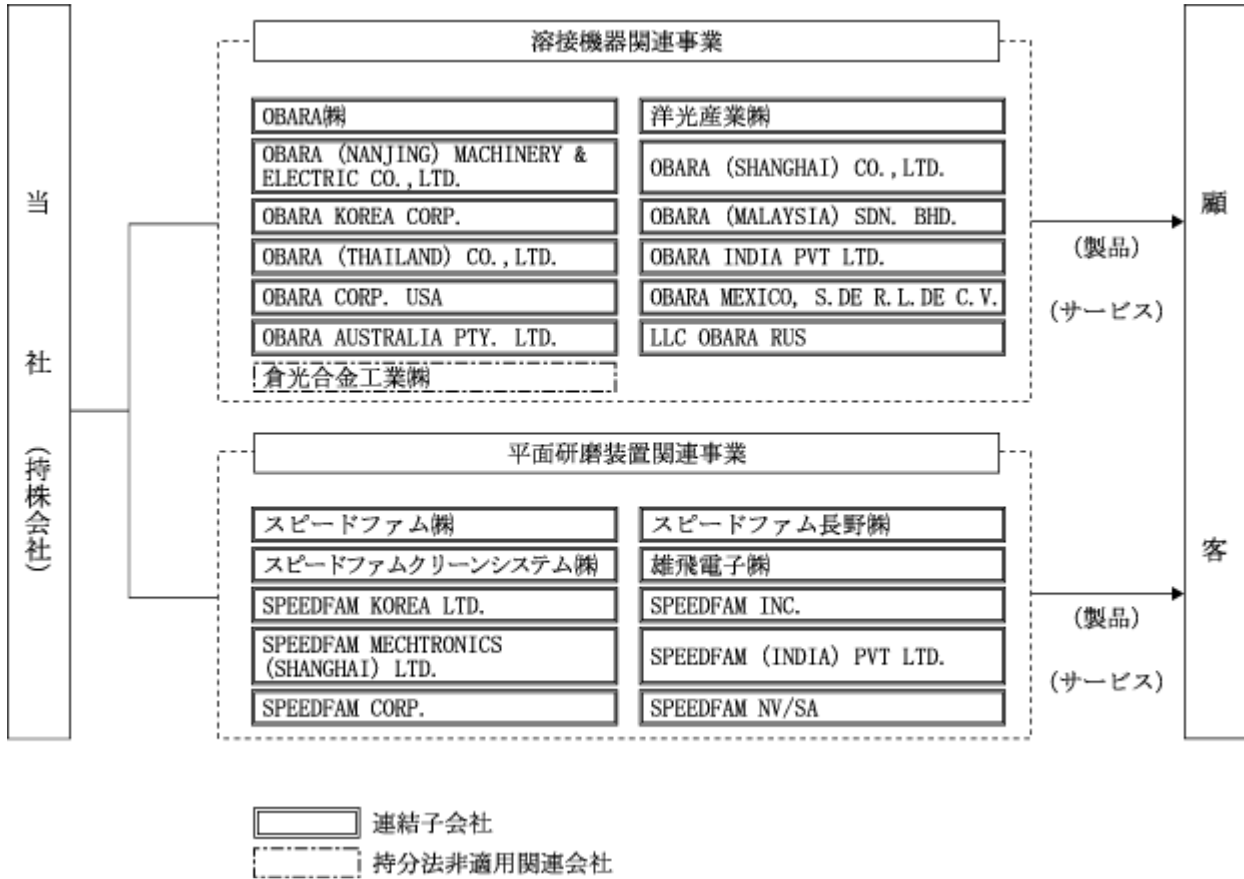 当社(持株会社)
溶接機器関連事業
OBARA㈱
洋光産業㈱
OBARA (NANJING) MACHINERY &
ELECTRIC CO.,LTD.
OBARA (SHANGHAI) CO.,LTD.
OBARA KOREA CORP.
OBARA (MALAYSIA) SDN. BHD.
OBARA (THAILAND) CO.,LTD.
OBARA INDIA PVT LTD.
OBARA CORP. USA
OBARA MEXICO, S.DE R.L.DE C.V.
OBARA AUSTRALIA PTY. LTD.
LLC OBARA RUS
倉光合金工業㈱
(製品)
(サービス)
平面研磨装置関連事業
スピードファム㈱
スピードファム長野㈱
スピードファムクリーンシステム㈱
雄飛電子㈱
SPEEDFAM KOREA LTD.
SPEEDFAM INC.
SPEEDFAM MECHTRONICS
(SHANGHAI) LTD.
SPEEDFAM (INDIA) PVT LTD.
SPEEDFAM CORP.
SPEEDFAM NV/SA
(製品)
(サービス)
顧客
連結子会社
持分法非適用関連会社